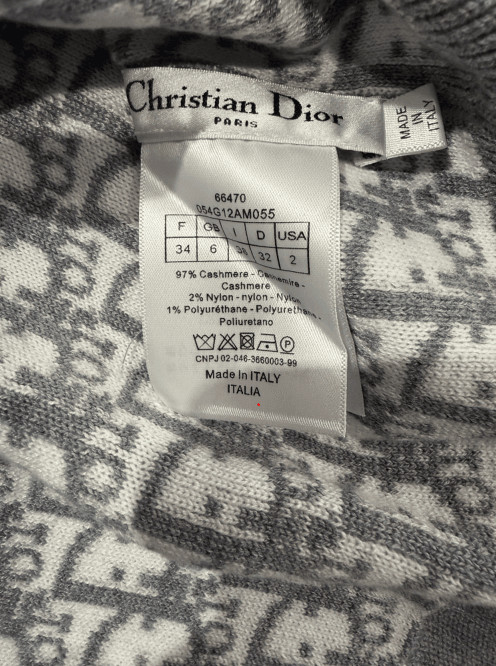 Christian Dior
PARIS
MADE
IN
ITALY
66470
054G12AM055
F GB I D USA
34 6 38 32 2
97% Cashmere - Cachemire -
Cashmere
2% Nylon - nylon - Nylon
1% Polyuréthane - Polyurethane -
Poliuretano
CNPJ 02-046-3660003-99
Made in ITALY
ITALIA